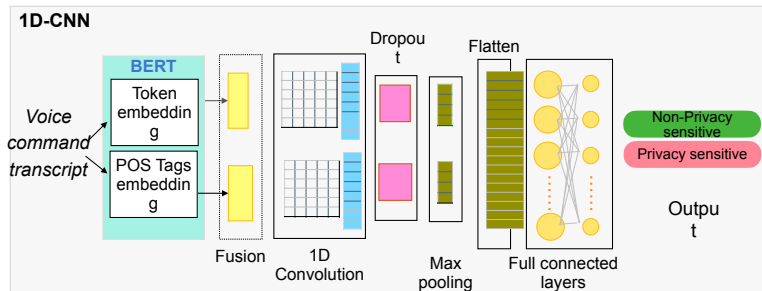 1D-CNN
BERT
Voice
command
transcript
Token
embeddin
g
POS Tags
embeddin
g
Fusion
1D
Convolution
Dropou
t
Max
pooling
Flatten
Full connected
layers
Non-Privacy
sensitive
Privacy sensitive
Outpu
t